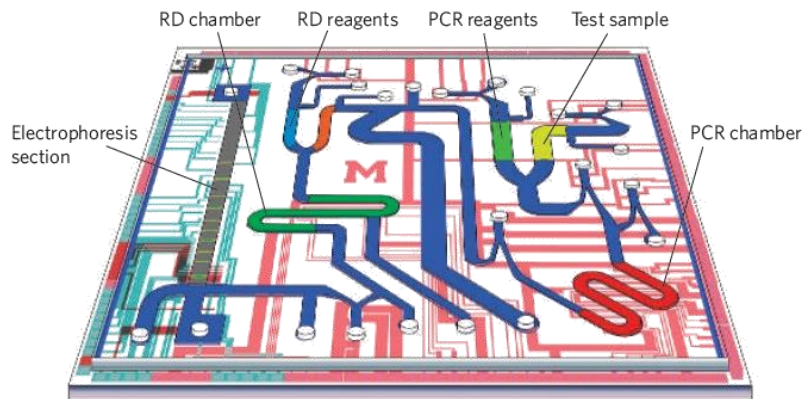 RD chamber
RD reagents
PCR reagents
Test sample
Electrophoresis
section
PCR chamber
M